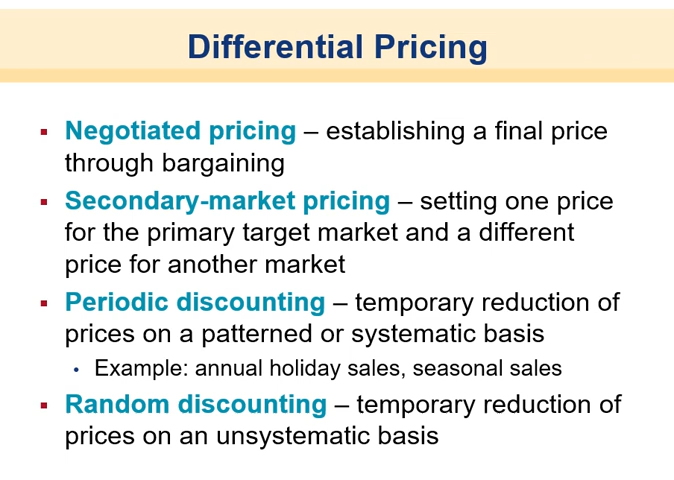 Differential Pricing
▪ Negotiated pricing – establishing a final price
through bargaining
▪ Secondary-market pricing – setting one price
for the primary target market and a different
price for another market
▪ Periodic discounting – temporary reduction of
prices on a patterned or systematic basis
• Example: annual holiday sales, seasonal sales
▪ Random discounting – temporary reduction of
prices on an unsystematic basis